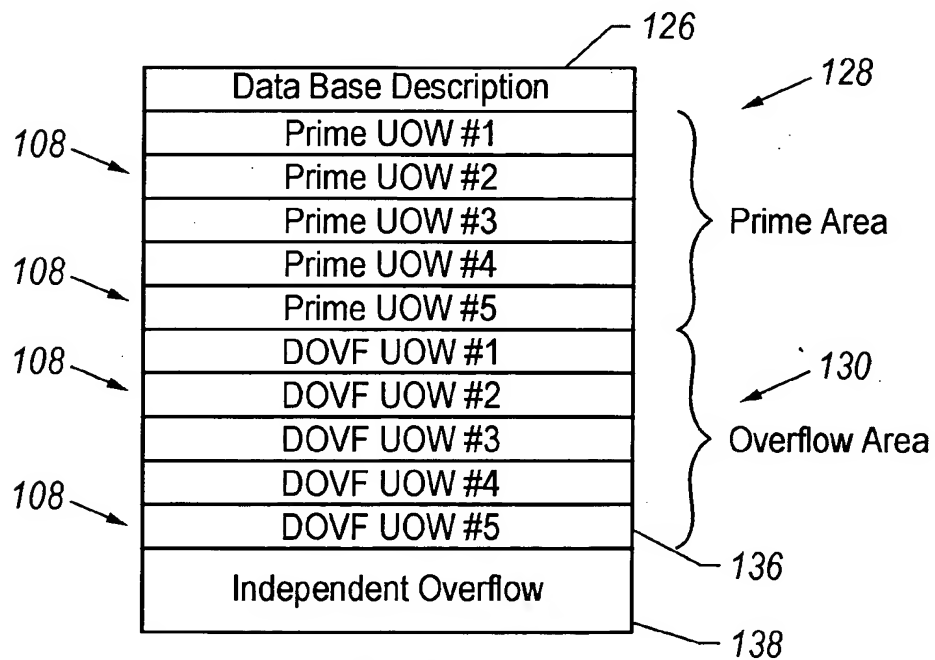 126
Data Base Description
128
Prime UOW #1
108
Prime UOW #2
Prime UOW #3
Prime Area
Prime UOW #4
108
Prime UOW #5
DOVF UOW #1
108
DOVF UOW #2
130
DOVF UOW #3
Overflow Area
DOVF UOW #4
108
DOVF UOW #5
136
Independent Overflow
138